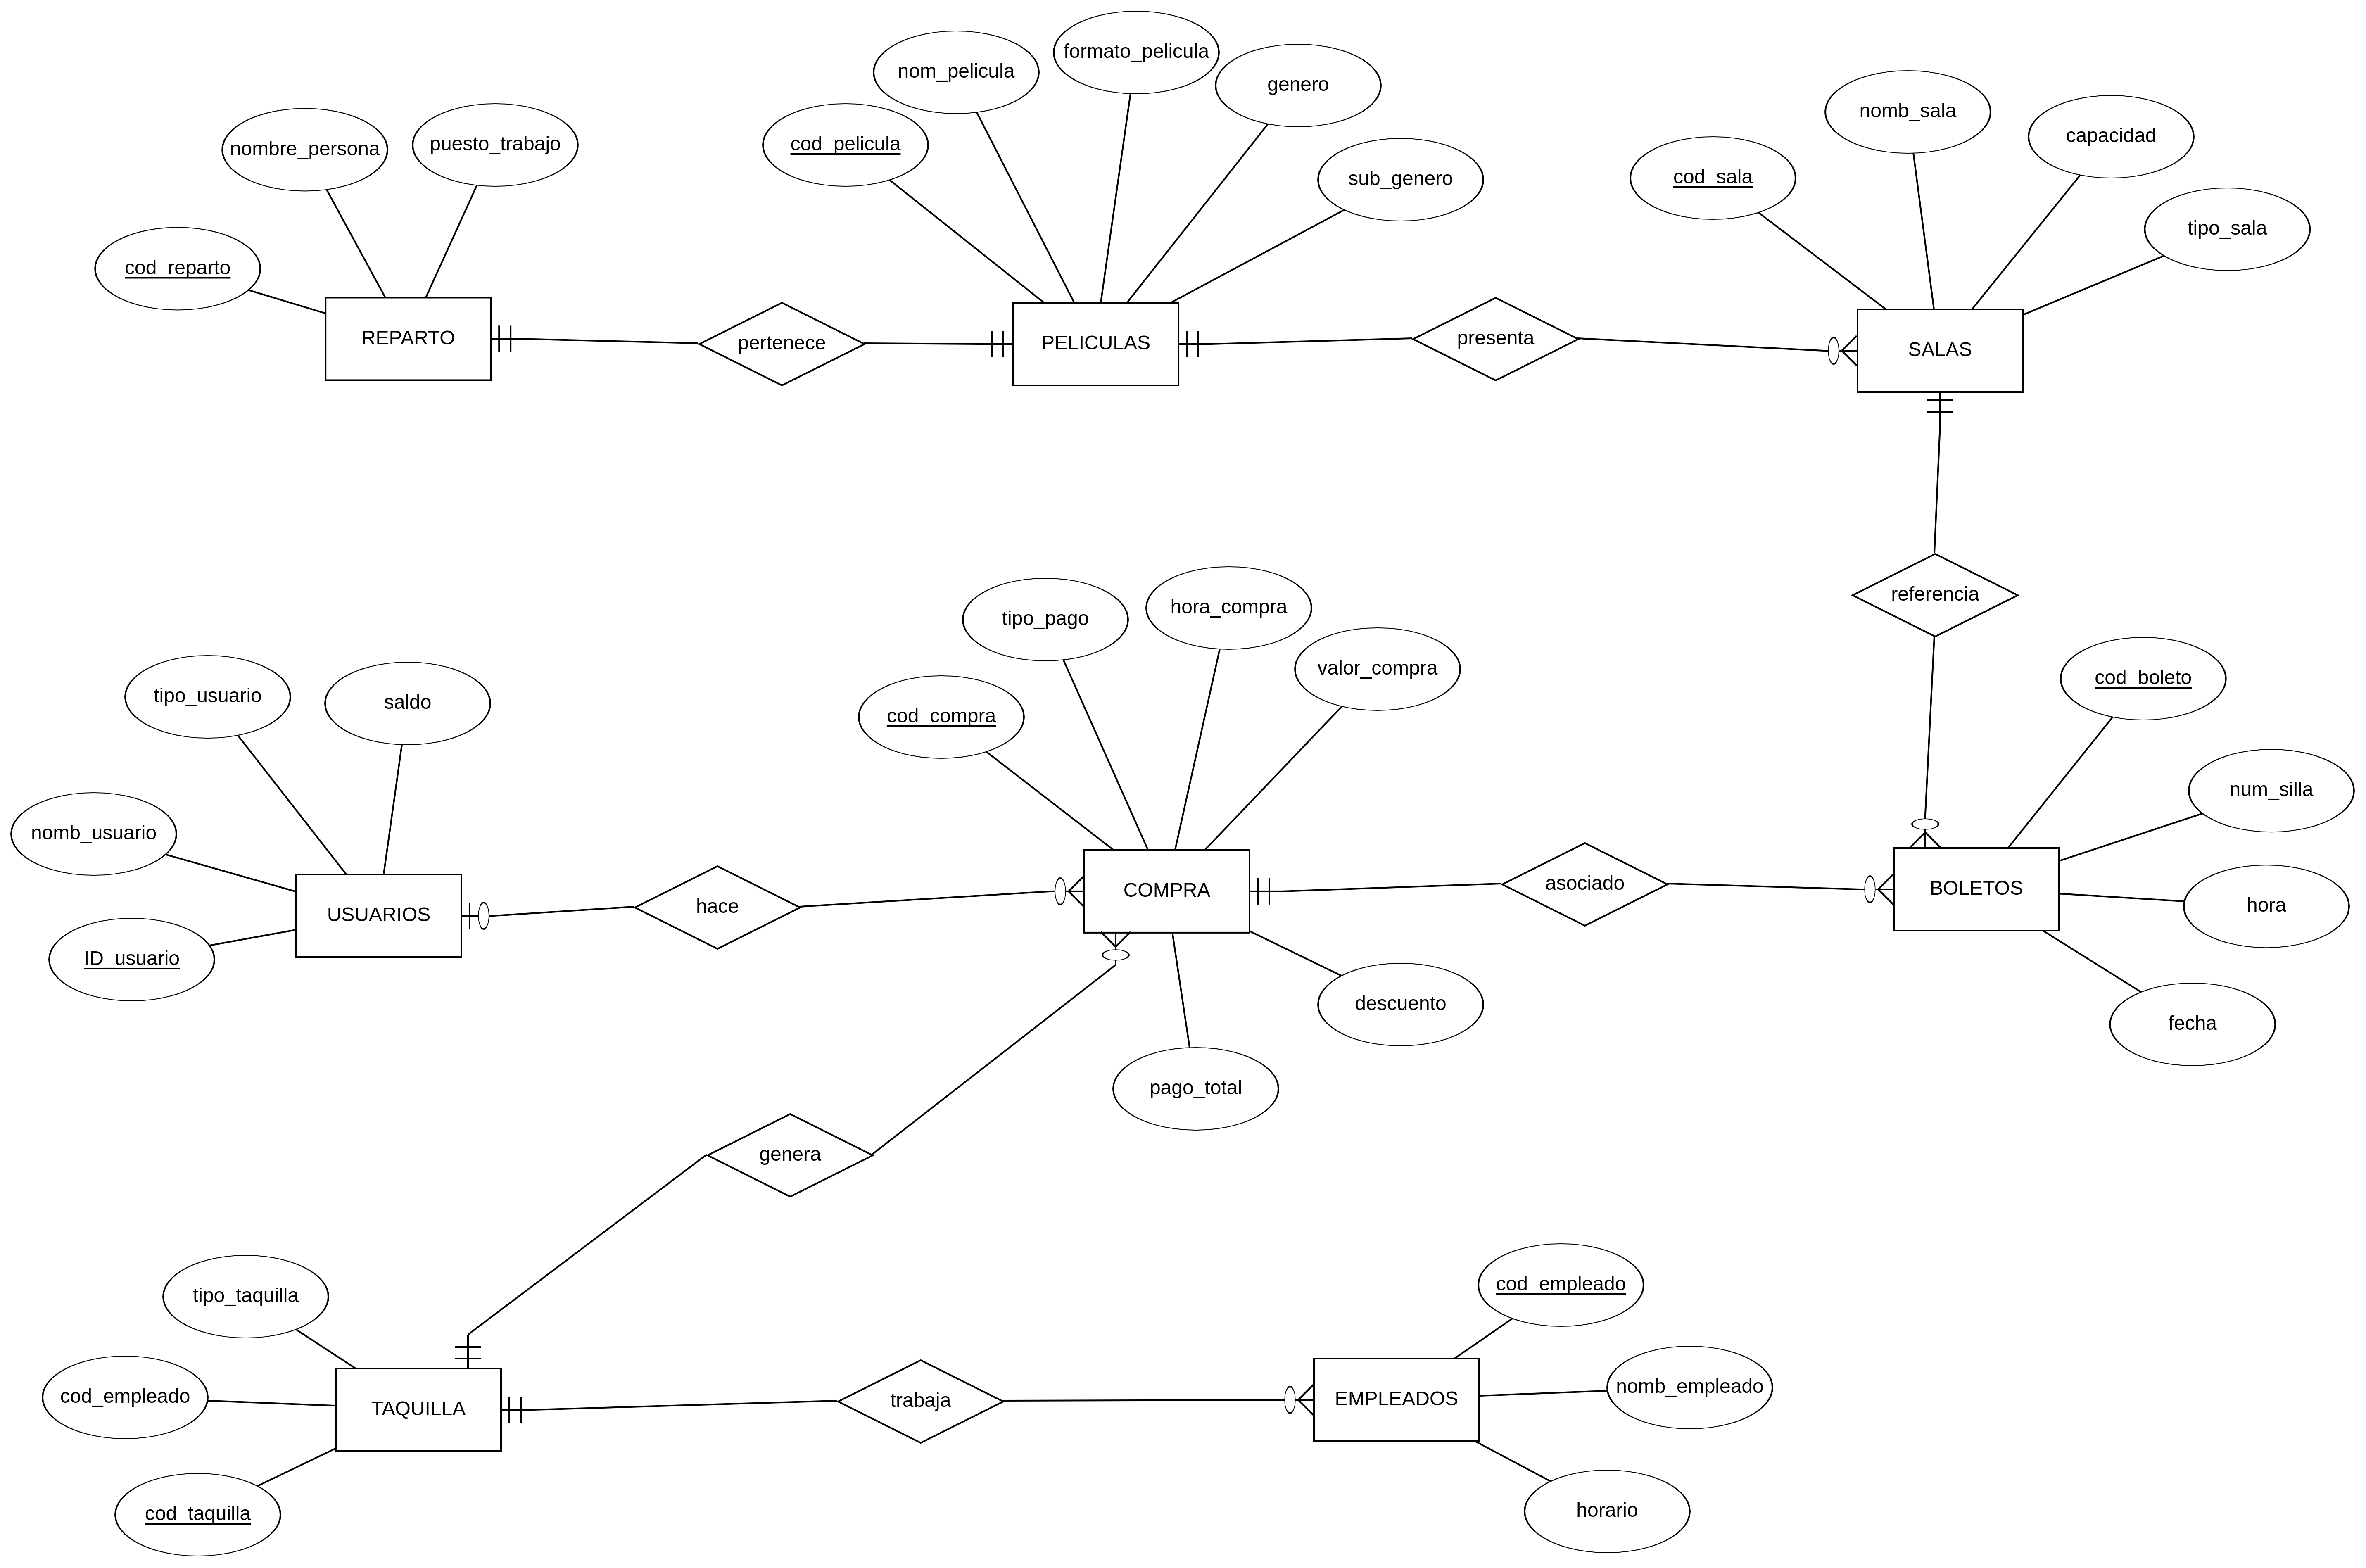 formato_pelicula
nom_pelicula
genero
nomb_sala
capacidad
puesto_trabajo
cod_pelicula
nombre_persona
cod_sala
sub_genero
tipo_sala
cod_reparto
REPARTO
pertenece
PELICULAS
presenta
SALAS
referencia
hora_compra
tipo_pago
valor_compra
cod_boleto
tipo_usuario
saldo
cod_compra
num_silla
nomb_usuario
COMPRA
asociado
BOLETOS
hora
hace
USUARIOS
ID_usuario
descuento
fecha
pago_total
genera
cod_empleado
tipo_taquilla
nomb_empleado
cod_empleado
TAQUILLA
trabaja
EMPLEADOS
horario
cod_taquilla